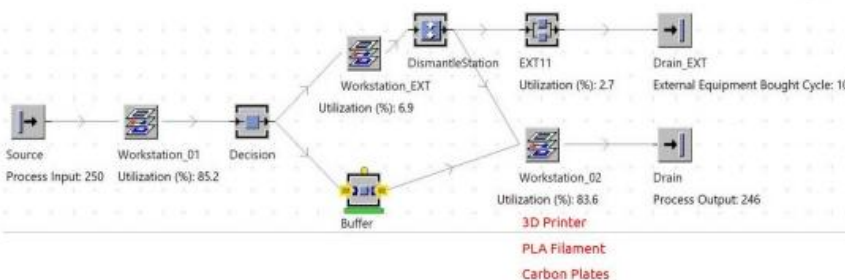 DismantleStation
EXT11
Drain_EXT
Workstation_EXT
Utilization (%): 2.7
External Equipment Bought Cycle: 10
Utilization (%): 6.9
Source
Workstation_01
Decision
Process Input: 250
Utilization (%): 85.2
Workstation_02
Drain
Utilization (%): 83.6
Process Output: 246
Buffer
3D Printer
PLA Filament
Carbon Plates